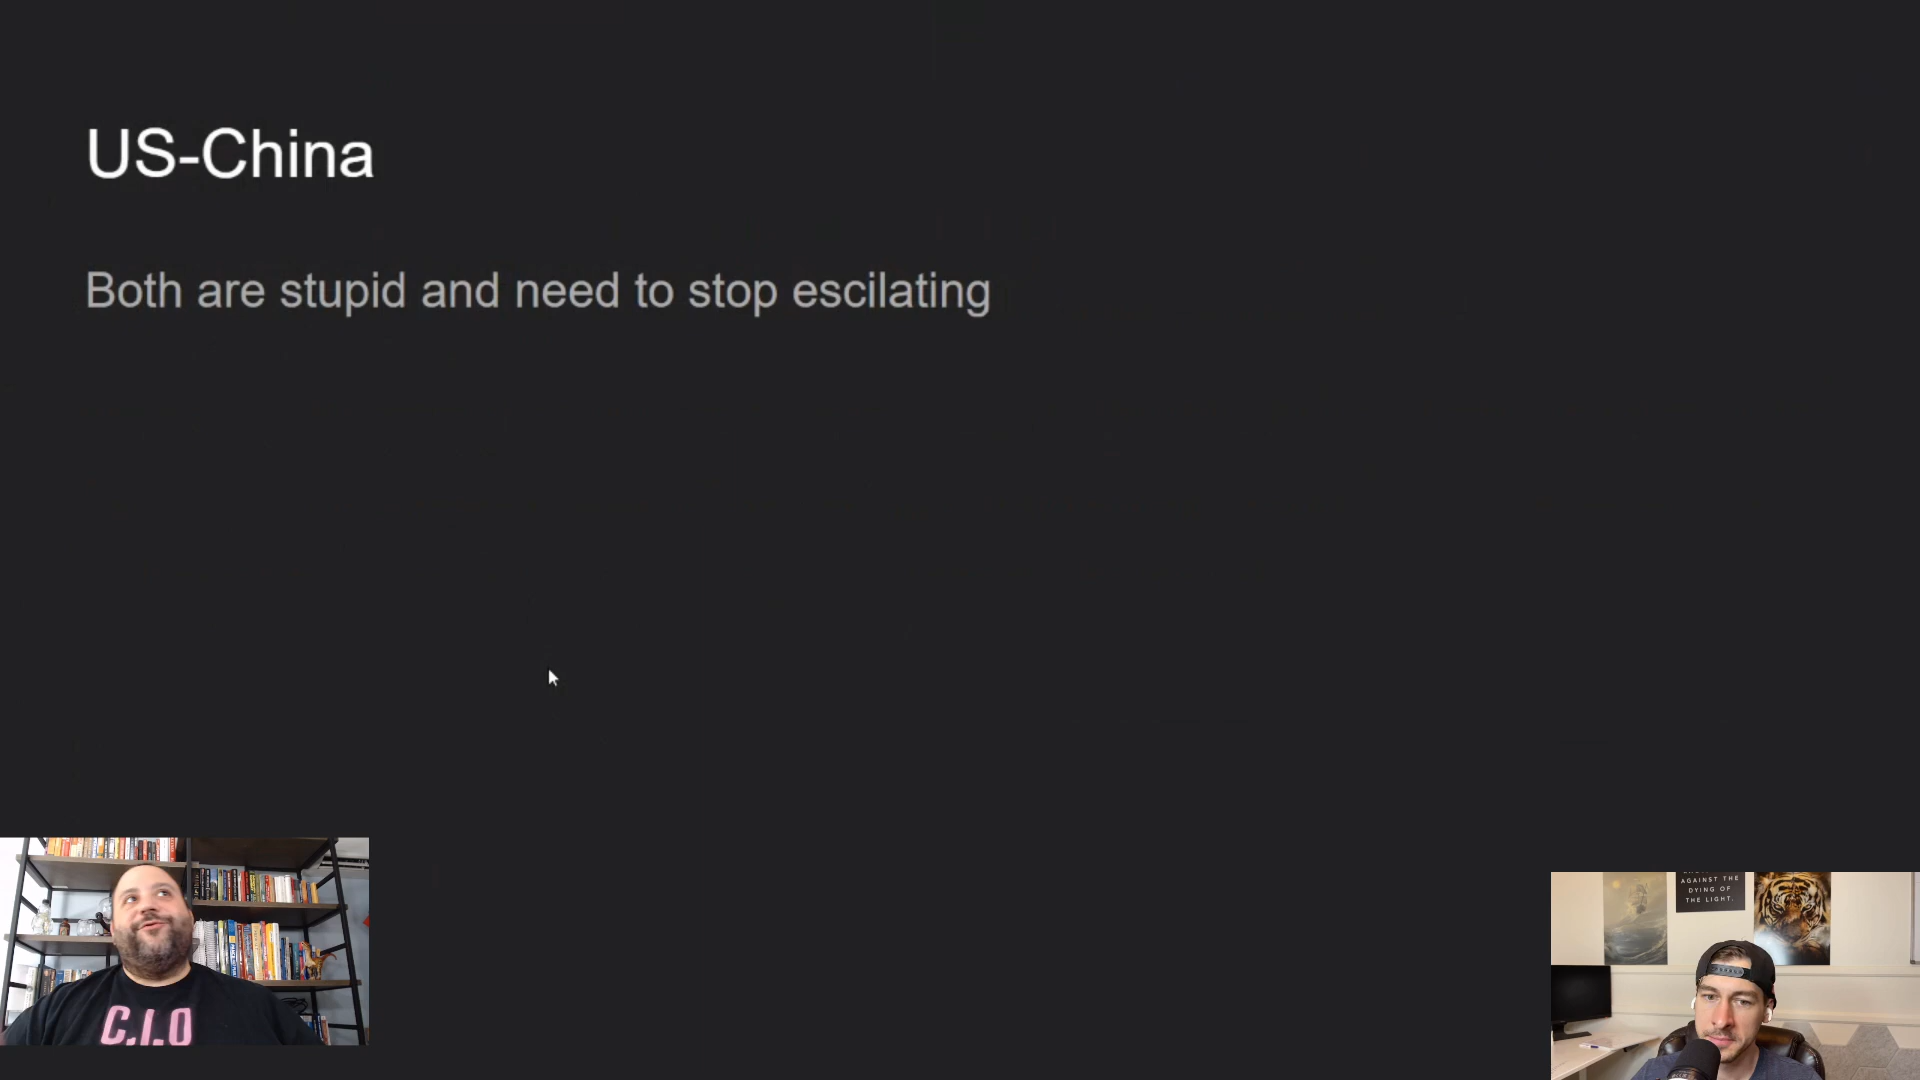 US-China
Both are stupid and need to stop escilating
C.I.O
AGAINST THE
DYING OF
THE LIGHT.